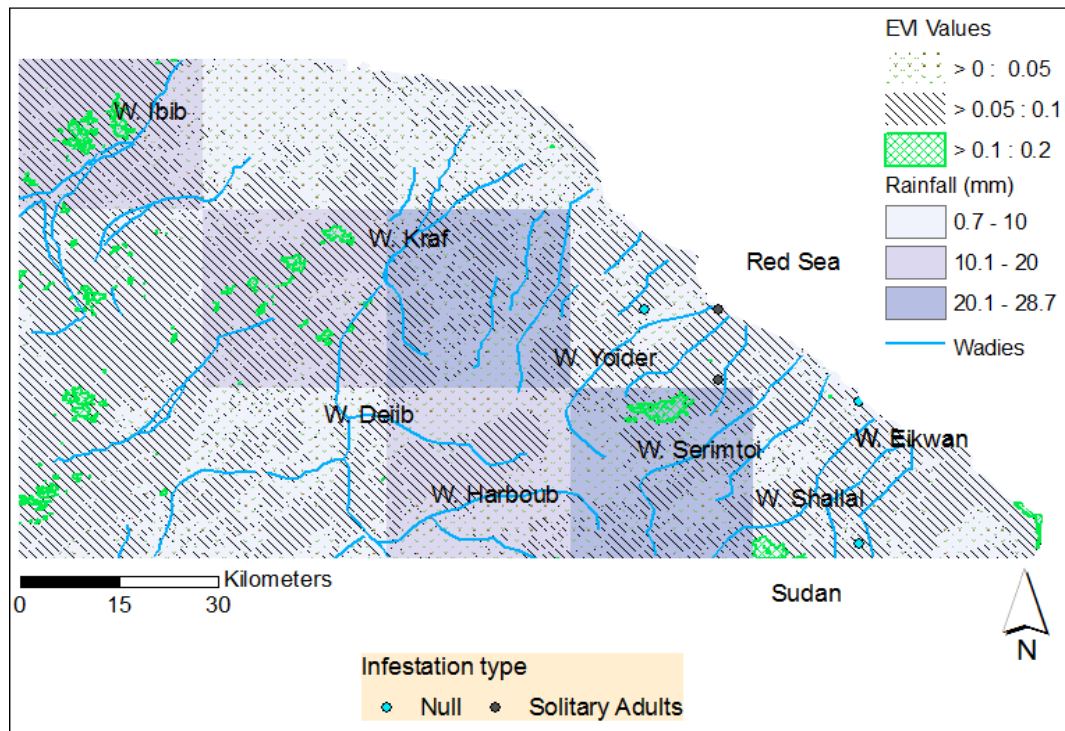 EVI Values
> 0 : 0.05
> 0.05 : 0.1
> 0.1 : 0.2
Rainfall (mm)
0.7 - 10
10.1 - 20
20.1 - 28.7
Wadies
W. Ibib
W. Kraf
Red Sea
W. Yoider
W. Deiib
W. Serimtoi
W. Eikwan
W. Harboub
W. Shallal
Kilometers
0 15 30
Sudan
N
Infestation type
Null Solitary Adults